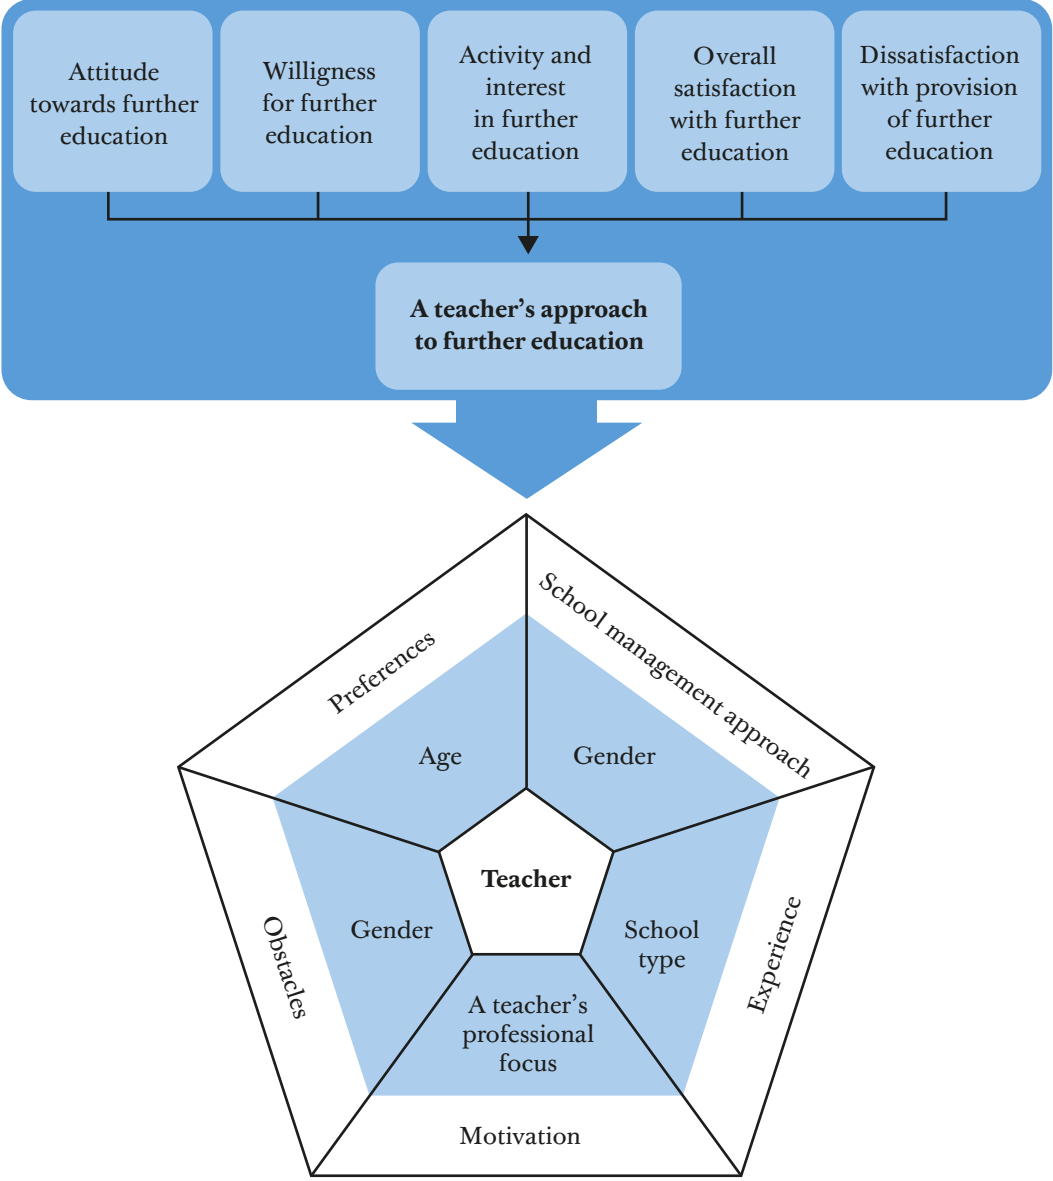 Attitude
towards further
education
Willigness
for further
education
Activity and
interest
in further
education
Overall
satisfaction
with further
education
Dissatisfaction
with provision
of further
education
A teacher’s approach
to further education
Preferences
School management approach
Age
Gender
Teacher
Gender
School
type
Obstacles
Experience
A teacher’s
professional
focus
Motivation